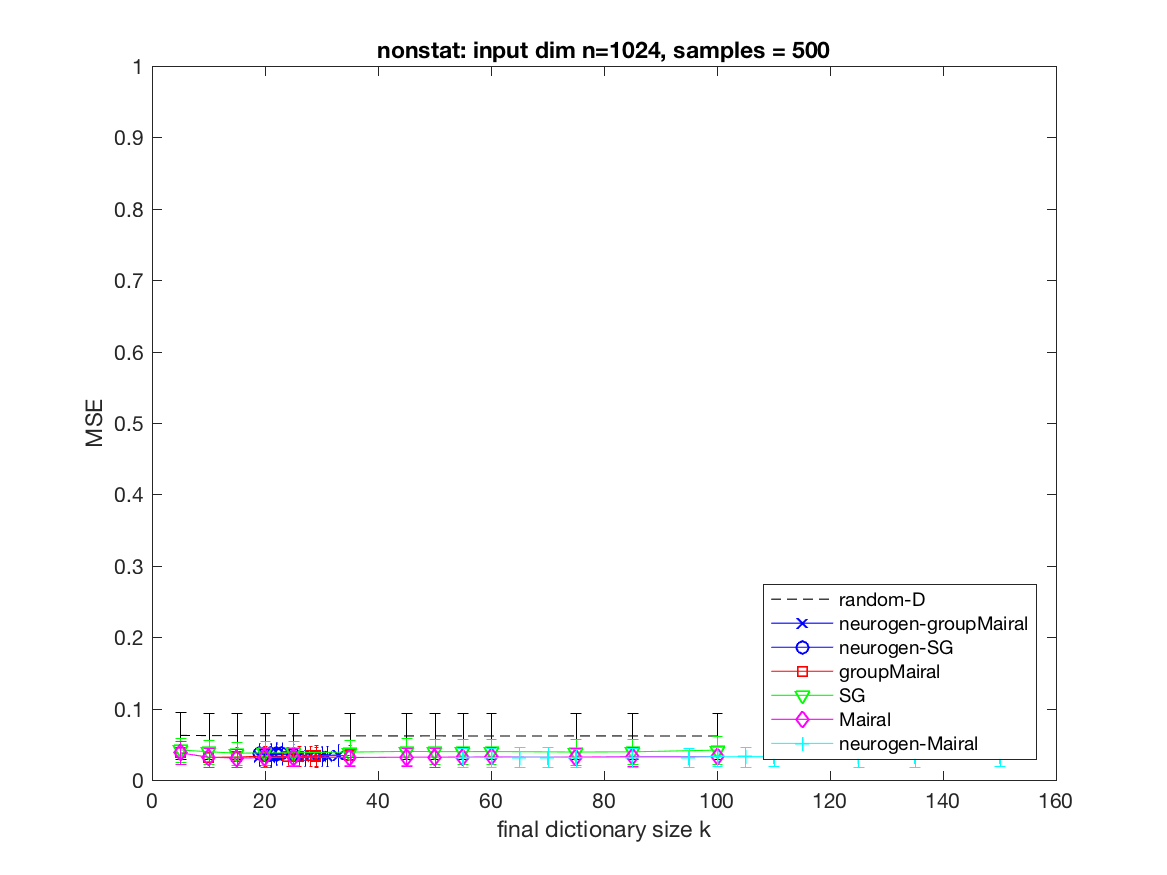 nonstat: input dim n=1024, samples = 500
1
0.9
0.8
0.7
0.6
0.5
0.4
0.3
0.2
0.1
0
MSE
0 20 40 60 80 100 120 140 160
final dictionary size k
random-D
neurogen-groupMairal
neurogen-SG
groupMairal
SG
Mairal
neurogen-Mairal